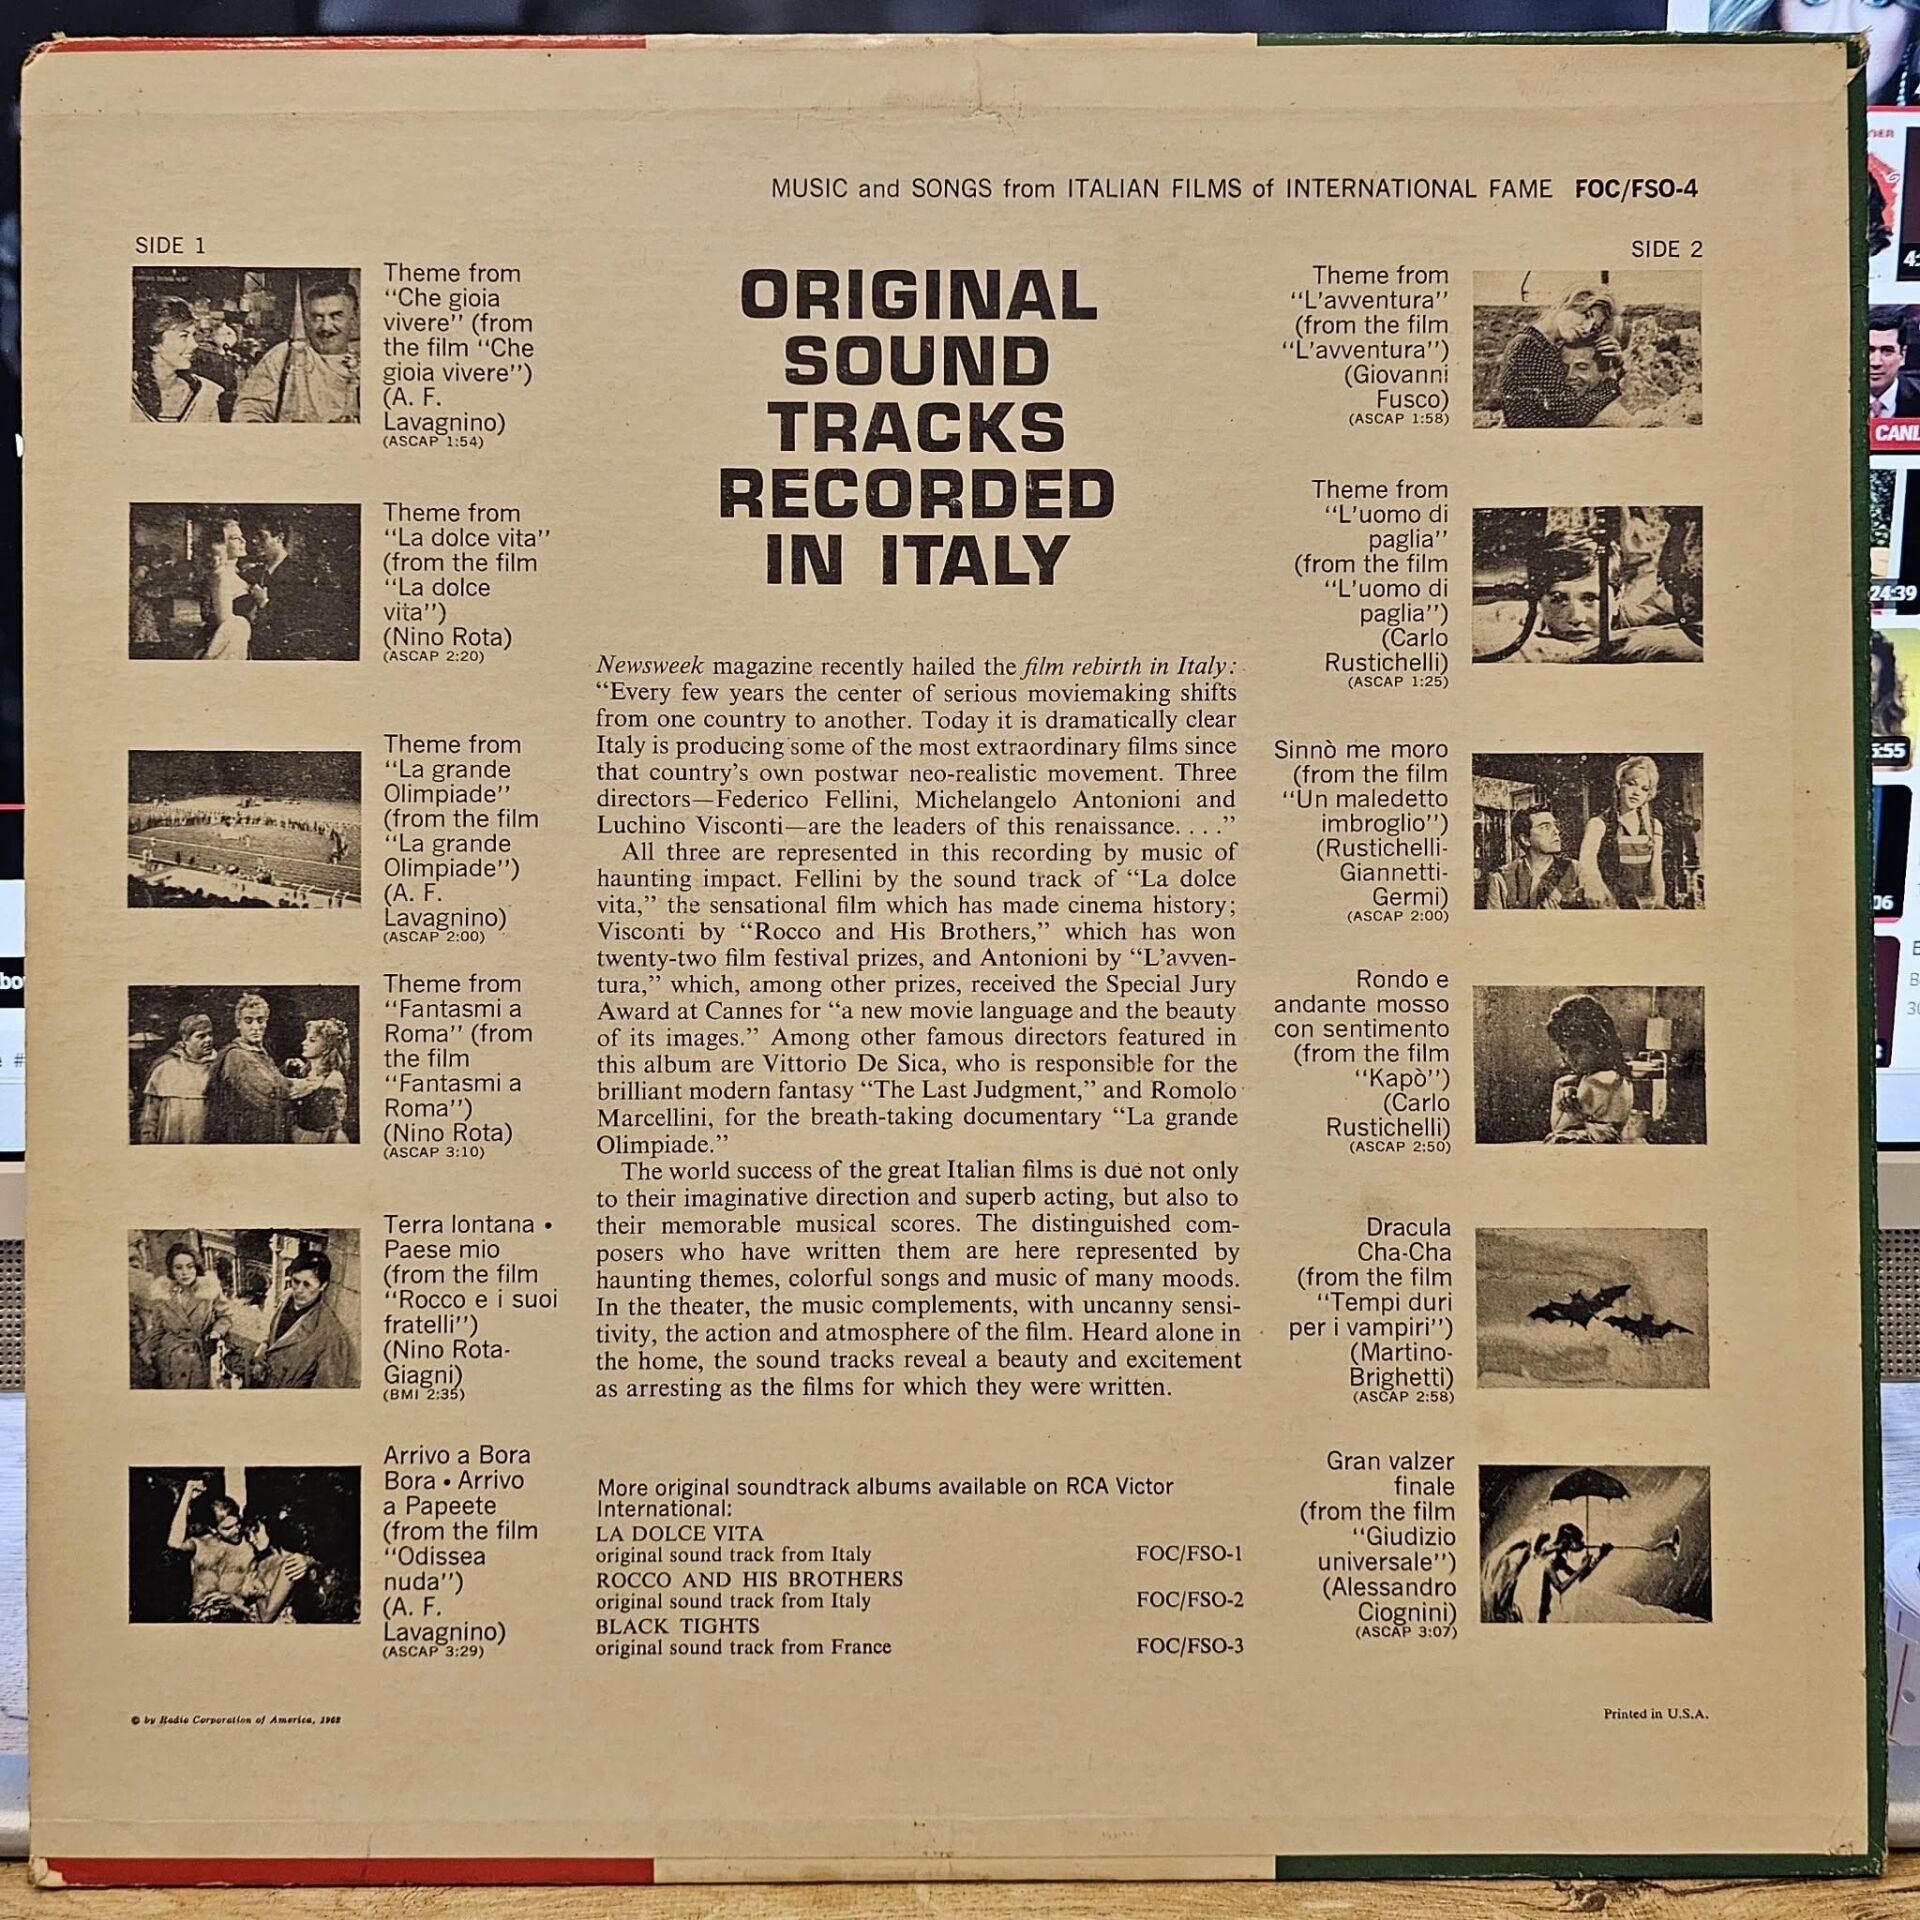 MUSIC and SONGS from ITALIAN FILMS of INTERNATIONAL FAME FOC/FSO-4
SIDE 1
Theme from
“Che gioia
vivere” (from
the film “Che
gioia vivere”)
(A. F.
Lavagnino)
(ASCAP 1:54)
Theme from
“La dolce vita”
(from the film
“La dolce
vita”)
(Nino Rota)
(ASCAP 2:20)
Theme from
“La grande
Olimpiade”
(from the film
“La grande
Olimpiade”)
(A. F.
Lavagnino)
(ASCAP 2:00)
Theme from
“Fantasmi a
Roma” (from
the film
“Fantasmi a
Roma”)
(Nino Rota)
(ASCAP 3:10)
Terra lontana •
Paese mio
(from the film
“Rocco e i suoi
fratelli”)
(Nino Rota-
Giagni)
(BMI 2:35)
Arrivo a Bora
Bora • Arrivo
a Papeete
(from the film
“Odissea
nuda”)
(A. F.
Lavagnino)
(ASCAP 3:29)
ORIGINAL
SOUND
TRACKS
RECORDED
IN ITALY
Newsweek magazine recently hailed the film rebirth in Italy:
“Every few years the center of serious moviemaking shifts
from one country to another. Today it is dramatically clear
Italy is producing some of the most extraordinary films since
that country’s own postwar neo-realistic movement. Three
directors—Federico Fellini, Michelangelo Antonioni and
Luchino Visconti—are the leaders of this renaissance. . . .”
All three are represented in this recording by music of
haunting impact. Fellini by the sound track of “La dolce
vita,” the sensational film which has made cinema history;
Visconti by “Rocco and His Brothers,” which has won
twenty-two film festival prizes, and Antonioni by “L’avven-
tura,” which, among other prizes, received the Special Jury
Award at Cannes for “a new movie language and the beauty
of its images.” Among other famous directors featured in
this album are Vittorio De Sica, who is responsible for the
brilliant modern fantasy “The Last Judgment,” and Romolo
Marcellini, for the breath-taking documentary “La grande
Olimpiade.”
The world success of the great Italian films is due not only
to their imaginative direction and superb acting, but also to
their memorable musical scores. The distinguished com-
posers who have written them are here represented by
haunting themes, colorful songs and music of many moods.
In the theater, the music complements, with uncanny sensi-
tivity, the action and atmosphere of the film. Heard alone in
the home, the sound tracks reveal a beauty and excitement
as arresting as the films for which they were written.
More original soundtrack albums available on RCA Victor
International:
LA DOLCE VITA
original sound track from Italy FOC/FSO-1
ROCCO AND HIS BROTHERS
original sound track from Italy FOC/FSO-2
BLACK TIGHTS
original sound track from France FOC/FSO-3
SIDE 2
Theme from
“L’avventura”
(from the film
“L’avventura”)
(Giovanni
Fusco)
(ASCAP 1:58)
Theme from
“L’uomo di
paglia”
(from the film
“L’uomo di
paglia”)
(Carlo
Rustichelli)
(ASCAP 1:25)
Sinnò me moro
(from the film
“Un maledetto
imbroglio”)
(Rustichelli-
Giannetti-
Germi)
(ASCAP 2:00)
Rondo e
andante mosso
con sentimento
(from the film
“Kapò”)
(Carlo
Rustichelli)
(ASCAP 2:50)
Dracula
Cha-Cha
(from the film
“Tempi duri
per i vampiri”)
(Martino-
Brighetti)
(ASCAP 2:58)
Gran valzer
finale
(from the film
“Giudizio
universale”)
(Alessandro
Ciognini)
(ASCAP 3:07)
© by Radio Corporation of America, 1962
Printed in U.S.A.
CANL
24:39
5:55